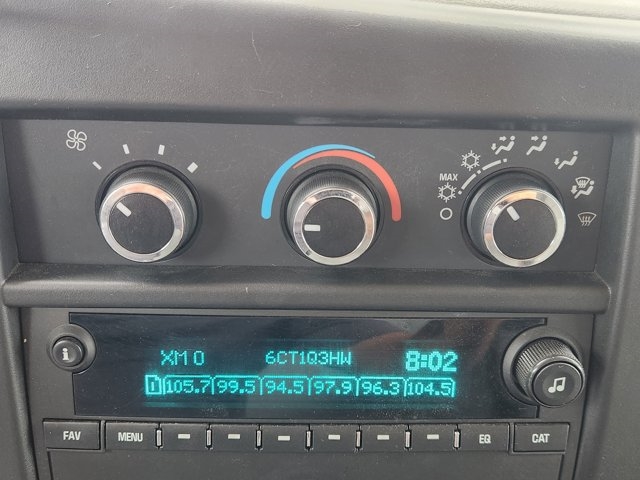 MAX
XM 0 6CT1Q3HW 8:02
1 105.7 99.5 94.5 97.9 96.3 104.5
i
FAV MENU EQ CAT